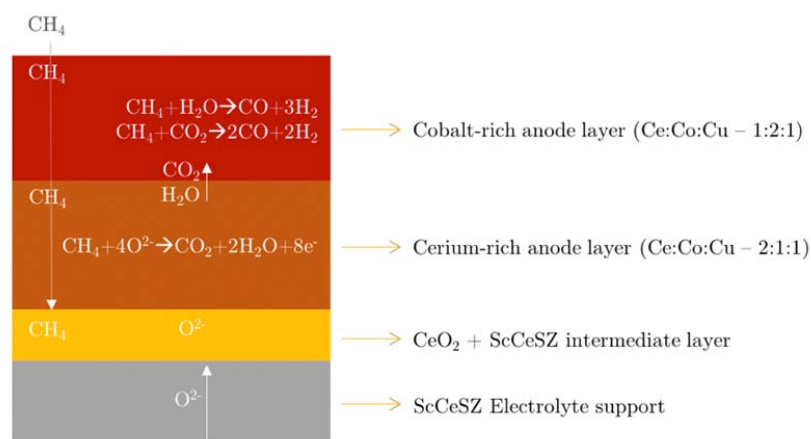 CH₄
CH₄
CH₄+H₂O→CO+3H₂
CH₄+CO₂→2CO+2H₂
Cobalt-rich anode layer (Ce:Co:Cu – 1:2:1)
CO₂
CH₄
H₂O
CH₄+4O²⁻→CO₂+2H₂O+8e⁻
Cerium-rich anode layer (Ce:Co:Cu – 2:1:1)
CH₄
O²⁻
CeO₂ + ScCeSZ intermediate layer
O²⁻
ScCeSZ Electrolyte support